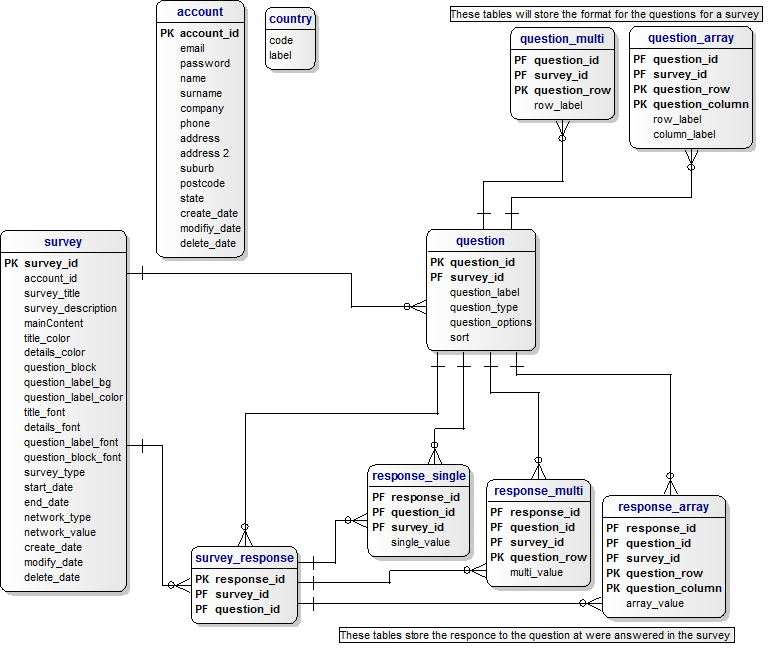 account
PK account_id
email
password
name
surname
company
phone
address
address 2
suburb
postcode
state
create_date
modifiy_date
delete_date
country
code
label
These tables will store the format for the questions for a survey
question_multi
PF question_id
PF survey_id
PK question_row
row_label
question_array
PF question_id
PF survey_id
PK question_row
PK question_column
row_label
column_label
survey
PK survey_id
account_id
survey_title
survey_description
mainContent
title_color
details_color
question_block
question_label_bg
question_label_color
title_font
details_font
question_label_font
question_block_font
survey_type
start_date
end_date
network_type
network_value
create_date
modify_date
delete_date
question
PK question_id
PF survey_id
question_label
question_type
question_options
sort
survey_response
PK response_id
PF survey_id
PF question_id
response_single
PF response_id
PF question_id
PF survey_id
single_value
response_multi
PF response_id
PF question_id
PF survey_id
PK question_row
multi_value
response_array
PF response_id
PF question_id
PF survey_id
PK question_row
PK question_column
array_value
These tables store the responce to the question at were answered in the survey